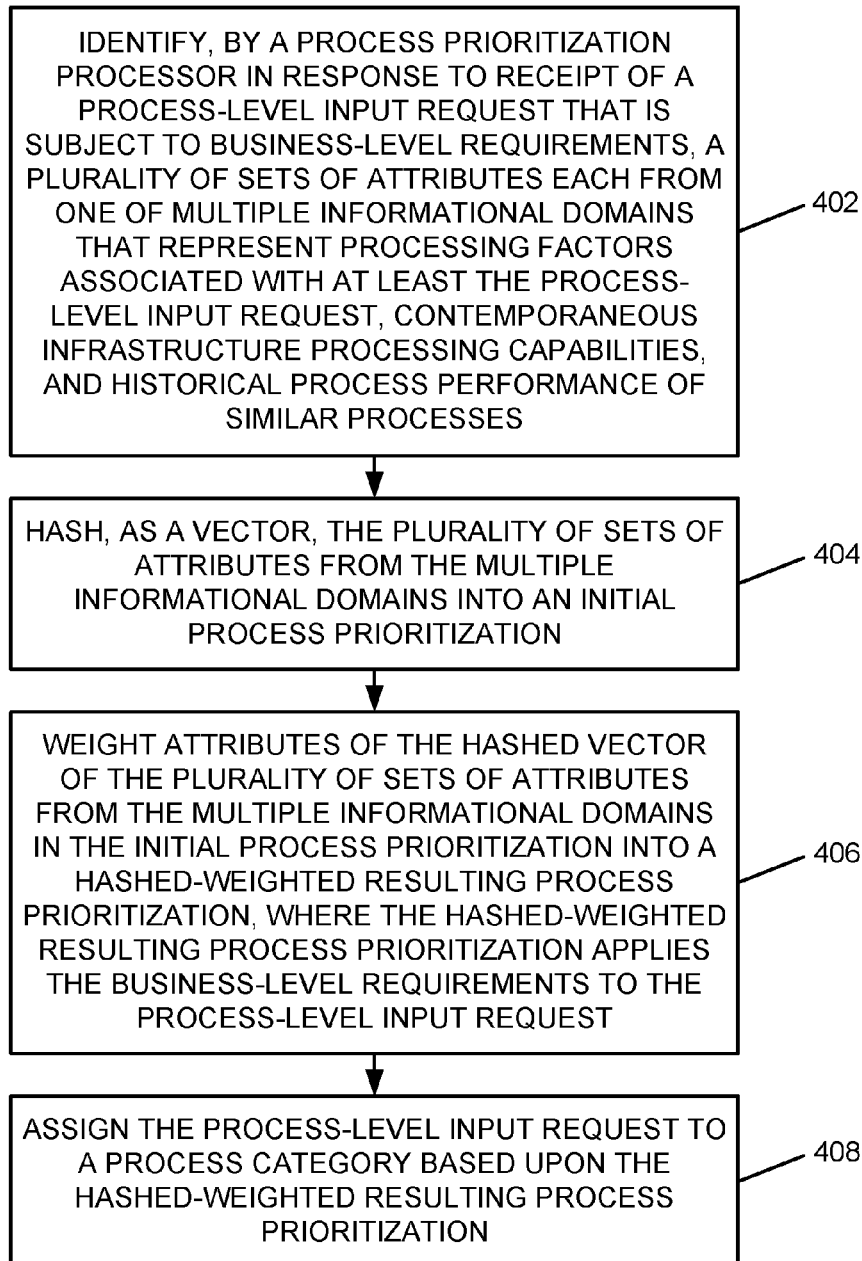 IDENTIFY, BY A PROCESS PRIORITIZATION
PROCESSOR IN RESPONSE TO RECEIPT OF A
PROCESS-LEVEL INPUT REQUEST THAT IS
SUBJECT TO BUSINESS-LEVEL REQUIREMENTS, A
PLURALITY OF SETS OF ATTRIBUTES EACH FROM
ONE OF MULTIPLE INFORMATIONAL DOMAINS
THAT REPRESENT PROCESSING FACTORS
ASSOCIATED WITH AT LEAST THE PROCESS-
LEVEL INPUT REQUEST, CONTEMPORANEOUS
INFRASTRUCTURE PROCESSING CAPABILITIES,
AND HISTORICAL PROCESS PERFORMANCE OF
SIMILAR PROCESSES
402
HASH, AS A VECTOR, THE PLURALITY OF SETS OF
ATTRIBUTES FROM THE MULTIPLE
INFORMATIONAL DOMAINS INTO AN INITIAL
PROCESS PRIORITIZATION
404
WEIGHT ATTRIBUTES OF THE HASHED VECTOR
OF THE PLURALITY OF SETS OF ATTRIBUTES
FROM THE MULTIPLE INFORMATIONAL DOMAINS
IN THE INITIAL PROCESS PRIORITIZATION INTO A
HASHED-WEIGHTED RESULTING PROCESS
PRIORITIZATION, WHERE THE HASHED-WEIGHTED
RESULTING PROCESS PRIORITIZATION APPLIES
THE BUSINESS-LEVEL REQUIREMENTS TO THE
PROCESS-LEVEL INPUT REQUEST
406
ASSIGN THE PROCESS-LEVEL INPUT REQUEST TO
A PROCESS CATEGORY BASED UPON THE
HASHED-WEIGHTED RESULTING PROCESS
PRIORITIZATION
408